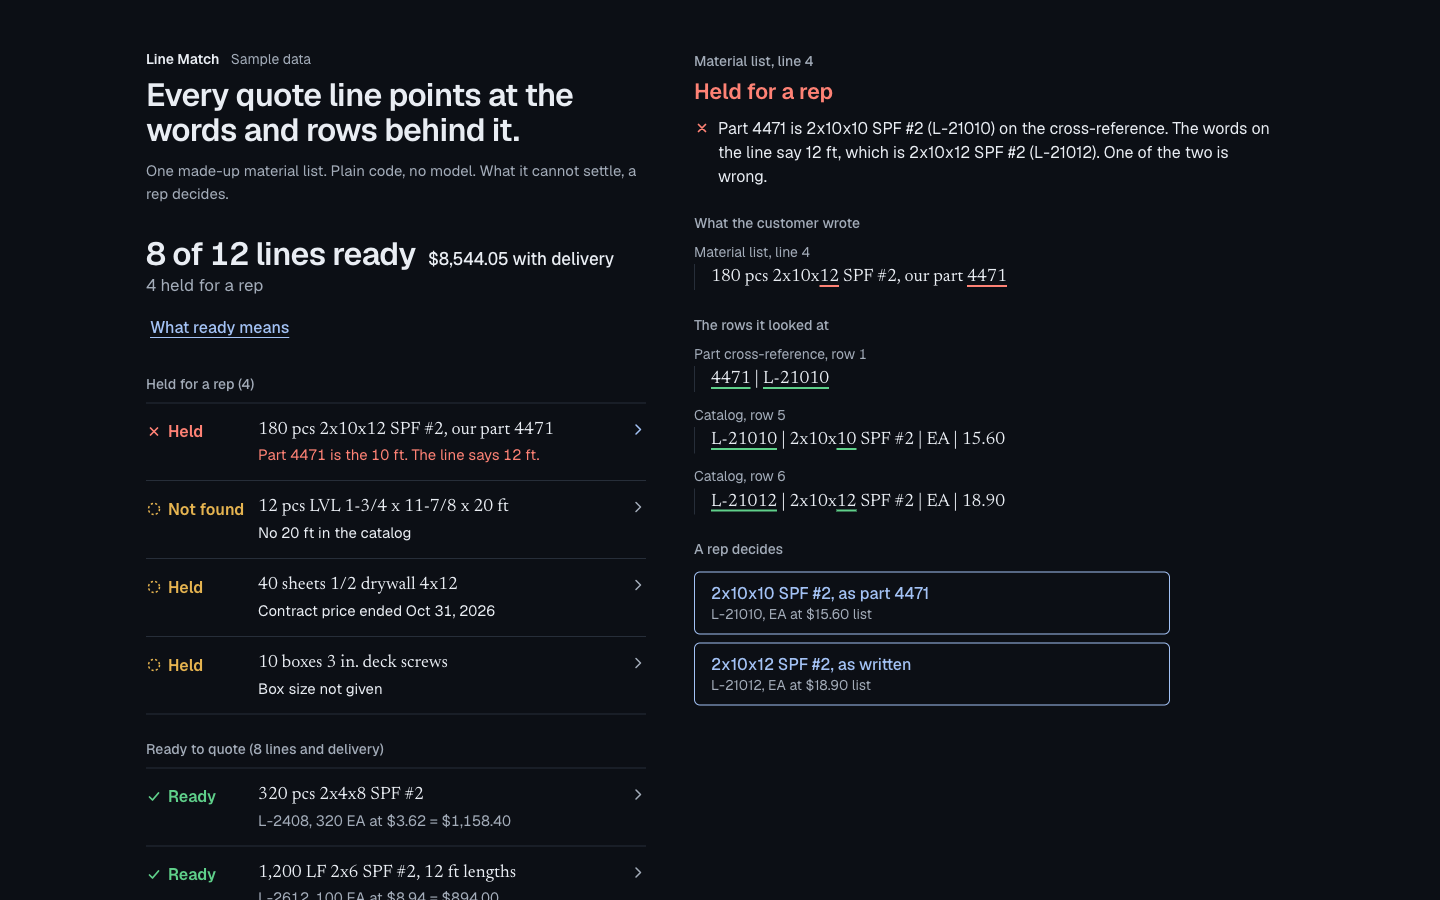 Line Match Sample data
Every quote line points at the
words and rows behind it.
One made-up material list. Plain code, no model. What it cannot settle, a
rep decides.
8 of 12 lines ready $8,544.05 with delivery
4 held for a rep
What ready means
Held for a rep (4)
Held 180 pcs 2x10x12 SPF #2, our part 4471
Part 4471 is the 10 ft. The line says 12 ft.
Not found 12 pcs LVL 1-3/4 x 11-7/8 x 20 ft
No 20 ft in the catalog
Held 40 sheets 1/2 drywall 4x12
Contract price ended Oct 31, 2026
Held 10 boxes 3 in. deck screws
Box size not given
Ready to quote (8 lines and delivery)
Ready 320 pcs 2x4x8 SPF #2
L-2408, 320 EA at $3.62 = $1,158.40
Ready 1,200 LF 2x6 SPF #2, 12 ft lengths
L-2612, 100 EA at $8.94 = $894.00
Material list, line 4
Held for a rep
Part 4471 is 2x10x10 SPF #2 (L-21010) on the cross-reference. The words on
the line say 12 ft, which is 2x10x12 SPF #2 (L-21012). One of the two is
wrong.
What the customer wrote
Material list, line 4
180 pcs 2x10x12 SPF #2, our part 4471
The rows it looked at
Part cross-reference, row 1
4471 | L-21010
Catalog, row 5
L-21010 | 2x10x10 SPF #2 | EA | 15.60
Catalog, row 6
L-21012 | 2x10x12 SPF #2 | EA | 18.90
A rep decides
2x10x10 SPF #2, as part 4471
L-21010, EA at $15.60 list
2x10x12 SPF #2, as written
L-21012, EA at $18.90 list